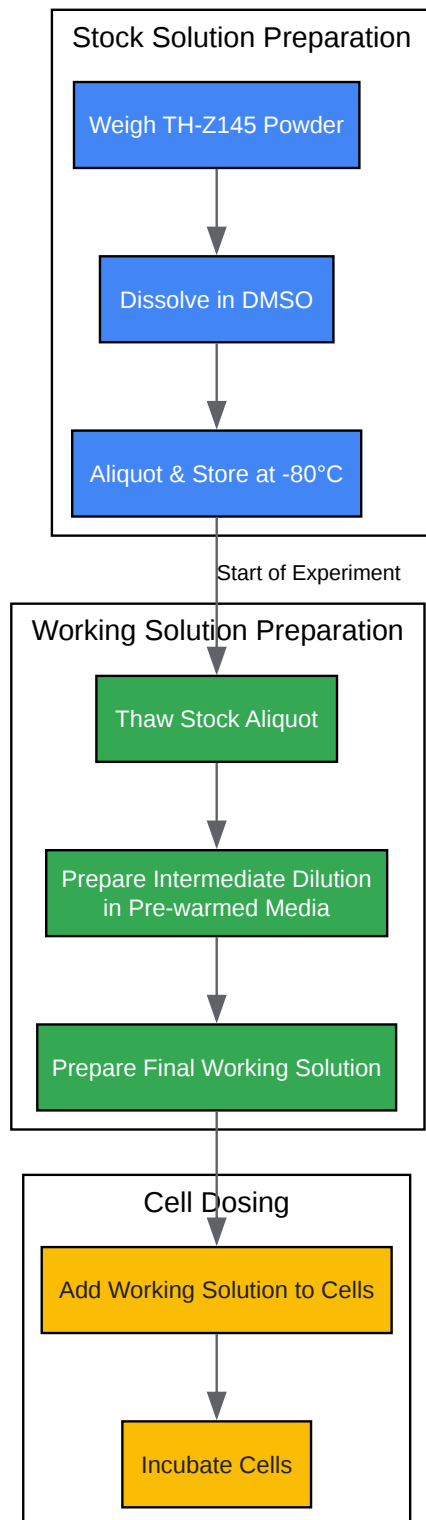 Stock Solution Preparation
Weigh TH-Z145 Powder
Dissolve in DMSO
Aliquot & Store at -80°C
Start of Experiment
Working Solution Preparation
Thaw Stock Aliquot
Prepare Intermediate Dilution
in Pre-warmed Media
Prepare Final Working Solution
Cell Dosing
Add Working Solution to Cells
Incubate Cells